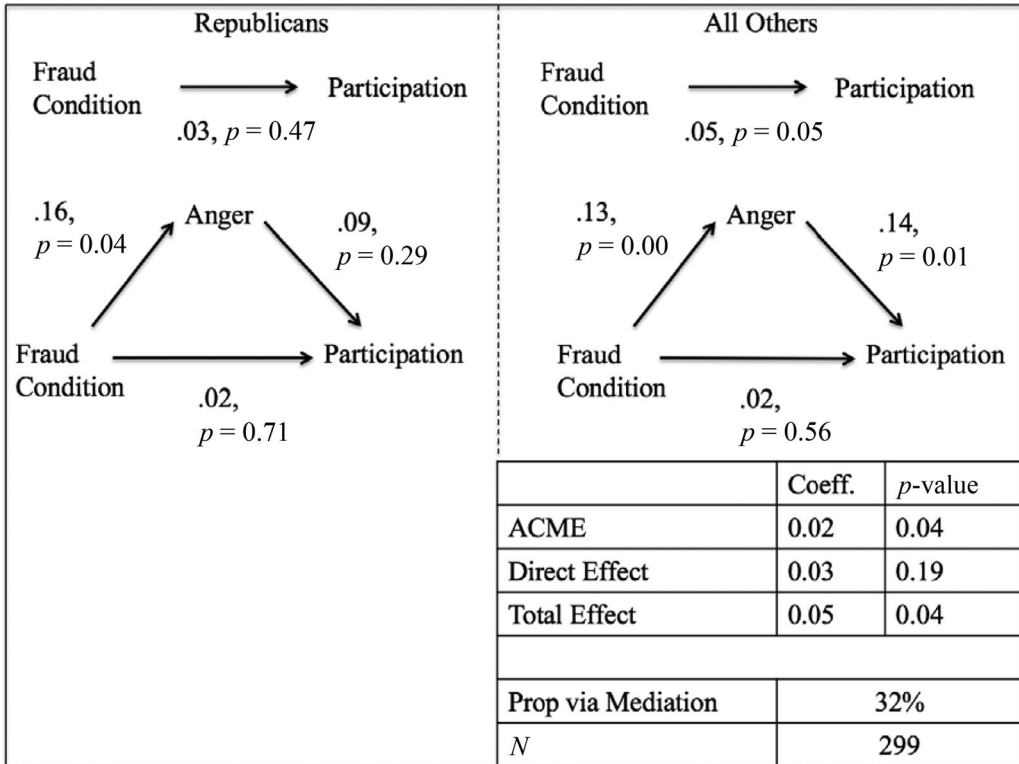 Republicans
Fraud
Condition
Participation
.03, p = 0.47
.16,
p = 0.04
Anger
.09,
p = 0.29
Fraud
Condition
Participation
.02,
p = 0.71
All Others
Fraud
Condition
Participation
.05, p = 0.05
.13,
p = 0.00
Anger
.14,
p = 0.01
Fraud
Condition
Participation
.02,
p = 0.56
Coeff. p-value
ACME 0.02 0.04
Direct Effect 0.03 0.19
Total Effect 0.05 0.04
Prop via Mediation 32%
N 299